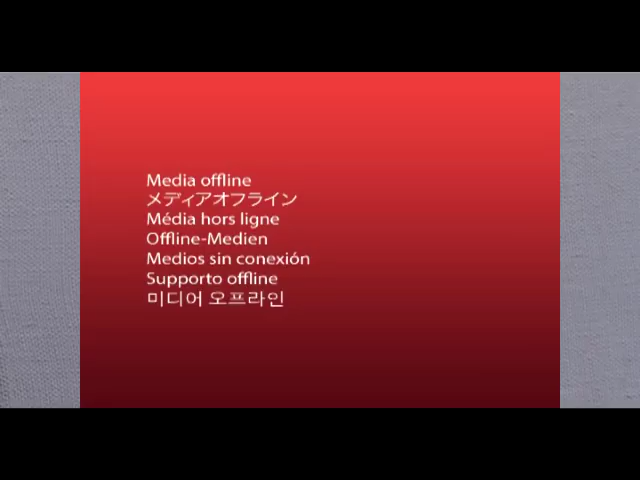 Media offline
メディアオフライン
Média hors ligne
Offline-Medien
Medios sin conexión
Supporto offline
미디어 오프라인